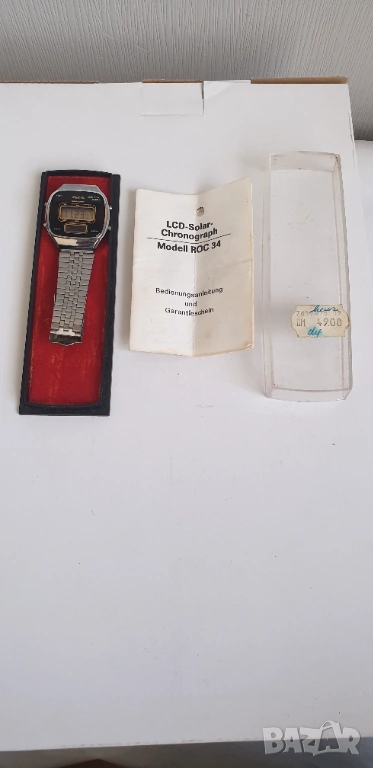 LCD-Solar-
Chronograph
Modell ROC 34
Bedienungsanleitung
und
Garantieschein
DM 49.00
BAZAR